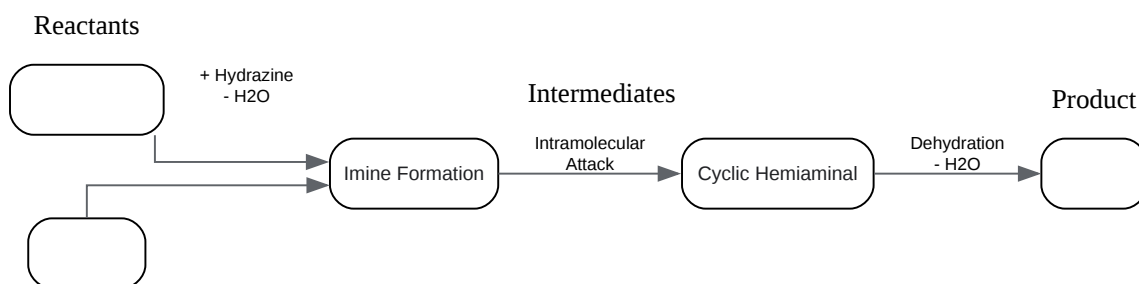 Reactants
+ Hydrazine
- H2O
Intermediates
Product
Imine Formation
Intramolecular
Attack
Cyclic Hemiaminal
Dehydration
- H2O